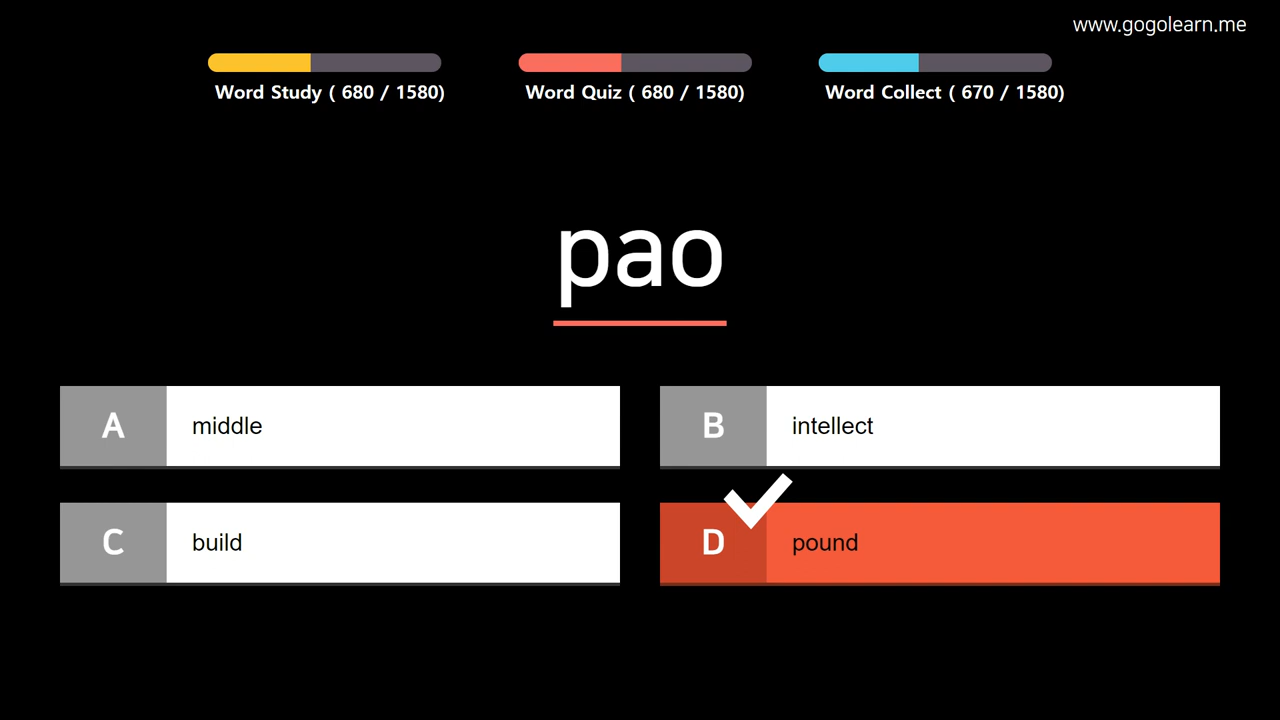 www.gogolearn.me
Word Study ( 680 / 1580)
Word Quiz ( 680 / 1580)
Word Collect ( 670 / 1580)
pao
A middle
B intellect
C build
D pound